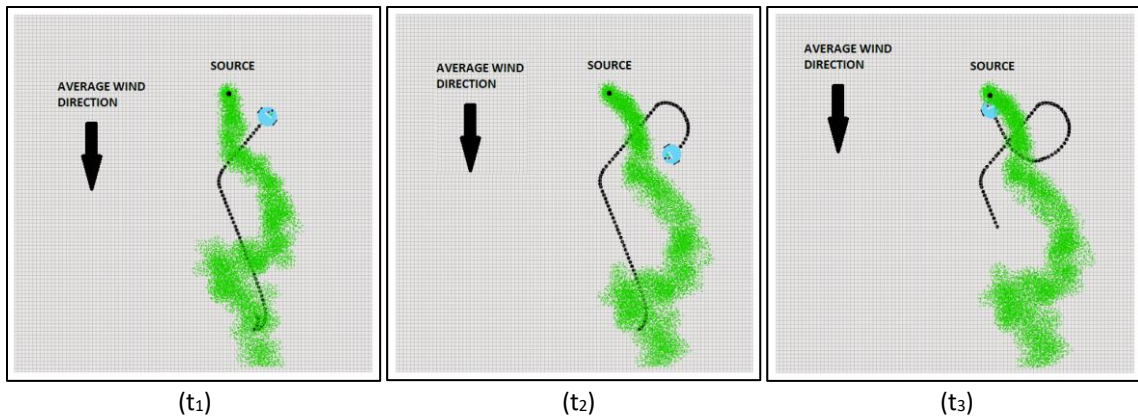 SOURCE
AVERAGE WIND
DIRECTION
(t₁)
SOURCE
AVERAGE WIND
DIRECTION
(t₂)
SOURCE
AVERAGE WIND
DIRECTION
(t₃)